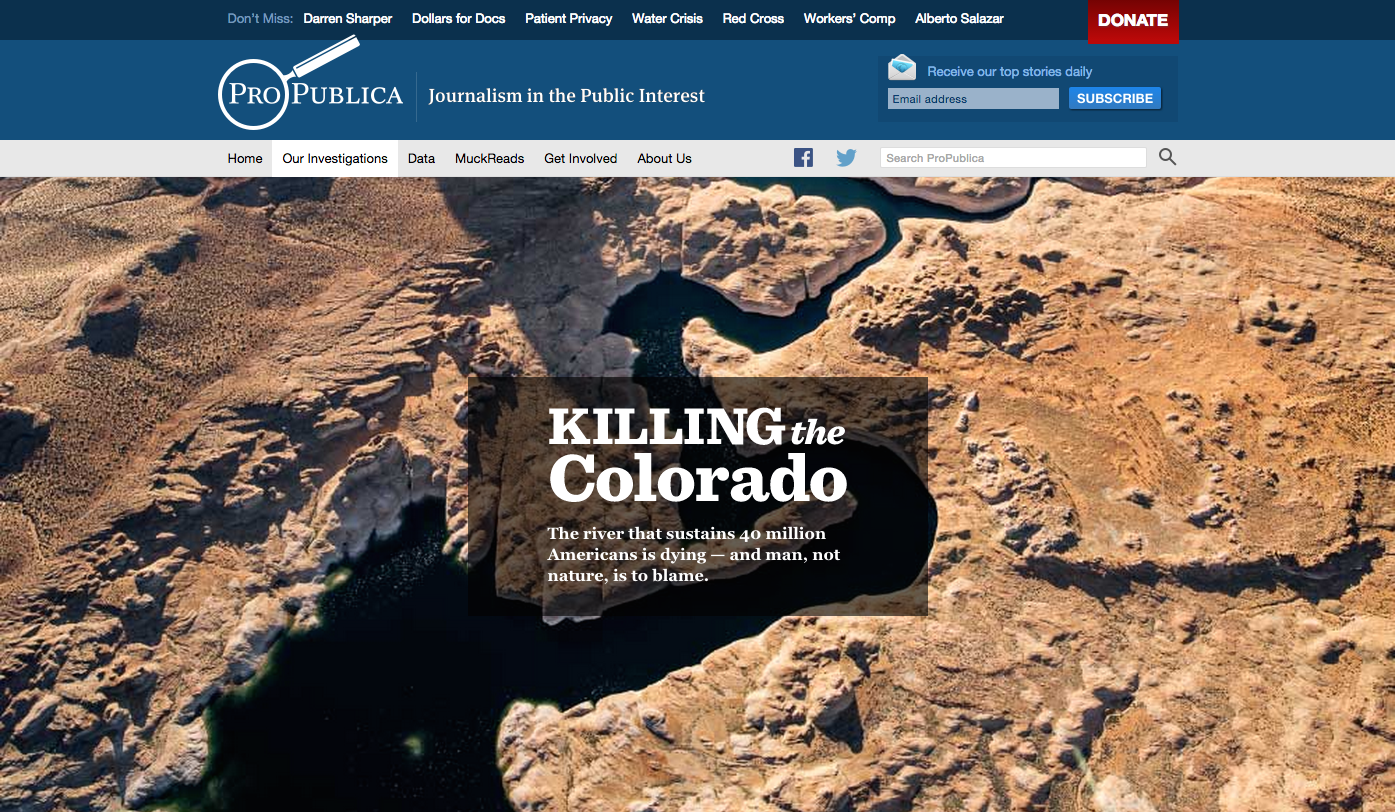 Don't Miss: Darren Sharper Dollars for Docs Patient Privacy Water Crisis Red Cross Workers' Comp Alberto Salazar DONATE
PROPUBLICA
Journalism in the Public Interest
Receive our top stories daily
Email address SUBSCRIBE
Home Our Investigations Data MuckReads Get Involved About Us Search ProPublica
KILLING the
Colorado
The river that sustains 40 million
Americans is dying — and man, not
nature, is to blame.